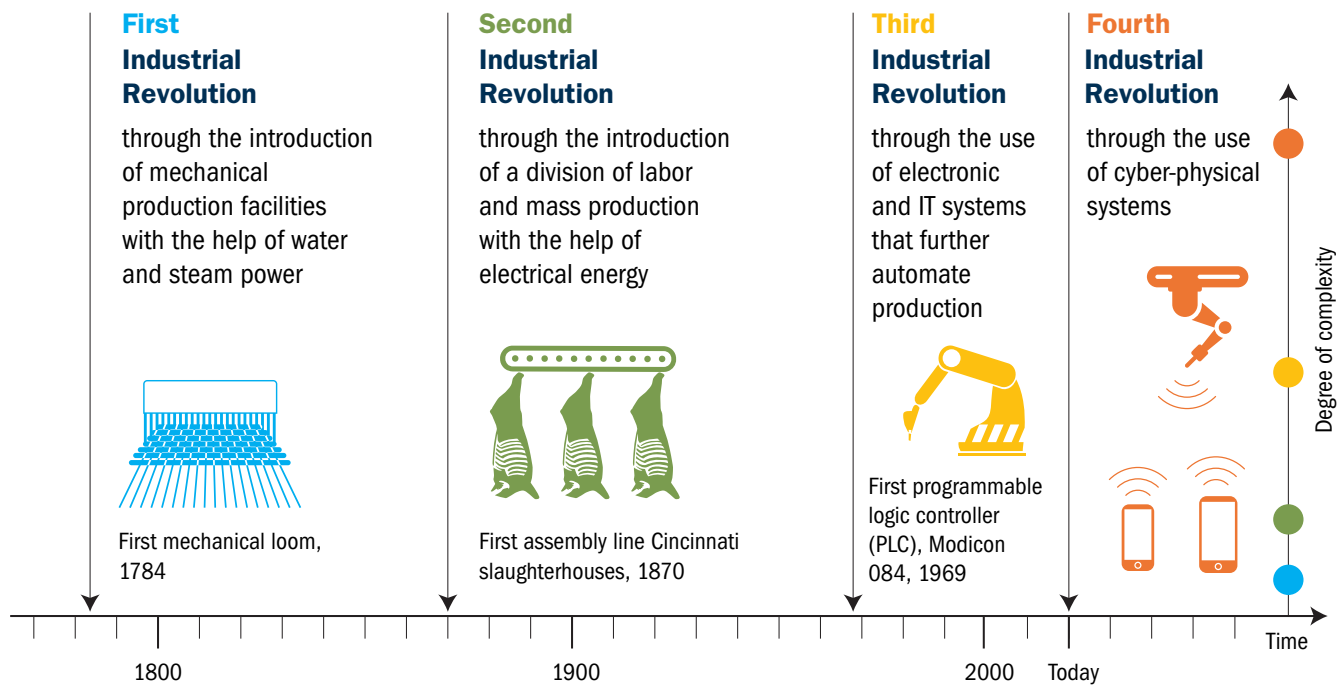 First
Industrial
Revolution
through the introduction
of mechanical
production facilities
with the help of water
and steam power
First mechanical loom,
1784
Second
Industrial
Revolution
through the introduction
of a division of labor
and mass production
with the help of
electrical energy
First assembly line Cincinnati
slaughterhouses, 1870
Third
Industrial
Revolution
through the use
of electronic
and IT systems
that further
automate
production
First programmable
logic controller
(PLC), Modicon
084, 1969
Fourth
Industrial
Revolution
through the use
of cyber-physical
systems
Degree of complexity
Time
1800
1900
2000
Today